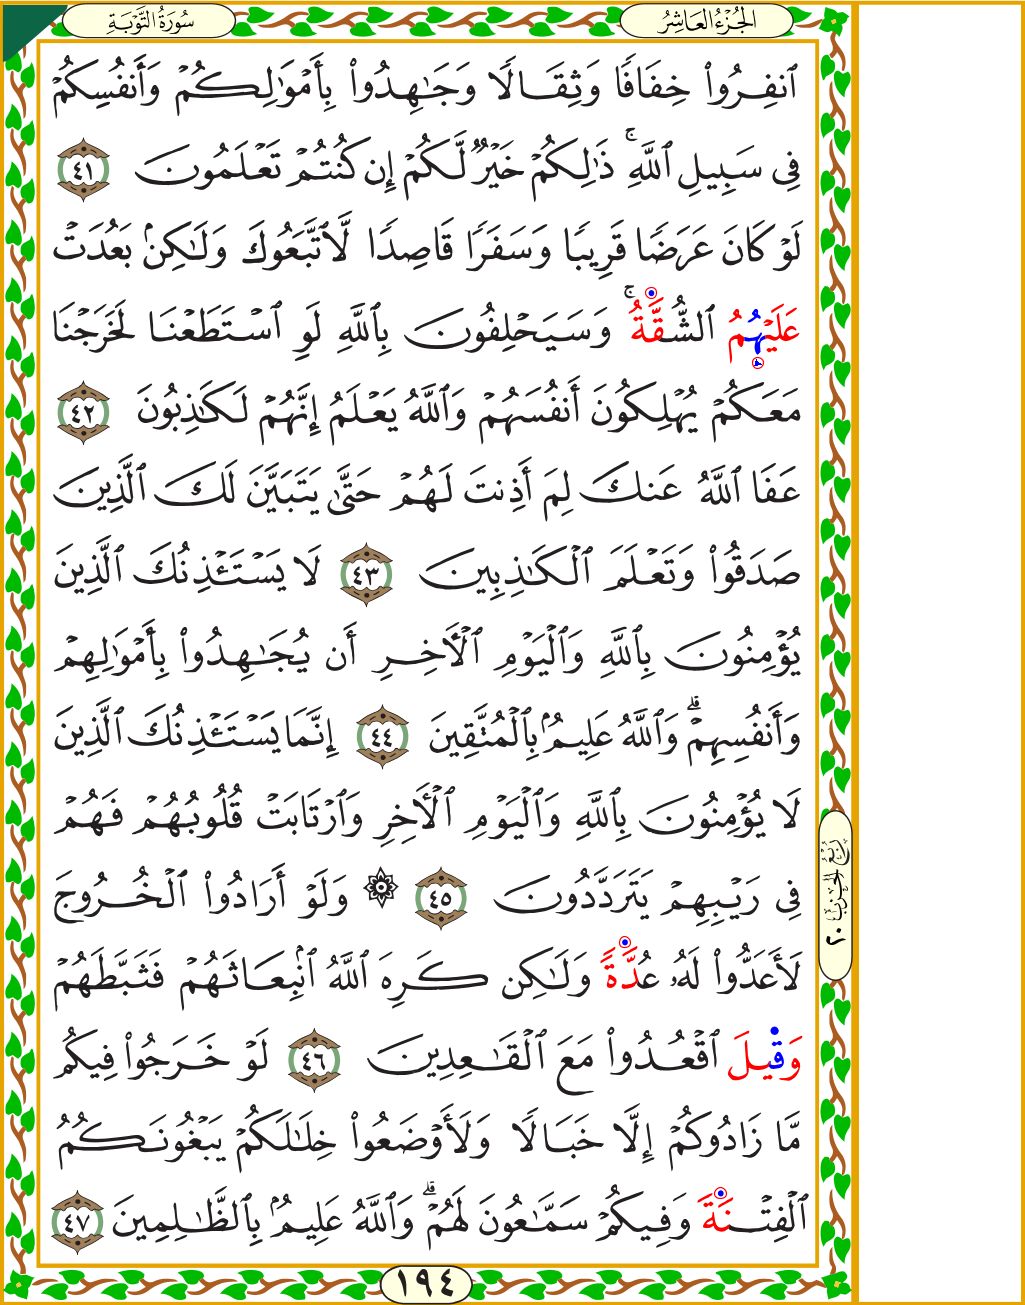 الجُزْءُ العَاشِرُ
سُورَةُ التَّوْبَةِ
ٱنفِرُوا۟ خِفَافًا وَثِقَالًا وَجَـٰهِدُوا۟ بِأَمْوَٰلِكُمْ وَأَنفُسِكُمْ
فِى سَبِيلِ ٱللَّهِ ۚ ذَٰلِكُمْ خَيْرٌ لَّكُمْ إِن كُنتُمْ تَعْلَمُونَ ٤١
لَوْ كَانَ عَرَضًا قَرِيبًا وَسَفَرًا قَاصِدًا لَّٱتَّبَعُوكَ وَلَـٰكِنۢ بَعُدَتْ
عَلَيْهُمُ ٱلشُّقَّةُ ۚ وَسَيَحْلِفُونَ بِٱللَّهِ لَوِ ٱسْتَطَعْنَا لَخَرَجْنَا
مَعَكُمْ يُهْلِكُونَ أَنفُسَهُمْ وَٱللَّهُ يَعْلَمُ إِنَّهُمْ لَكَـٰذِبُونَ ٤٢
عَفَا ٱللَّهُ عَنكَ لِمَ أَذِنتَ لَهُمْ حَتَّىٰ يَتَبَيَّنَ لَكَ ٱلَّذِينَ
صَدَقُوا۟ وَتَعْلَمَ ٱلْكَـٰذِبِينَ ٤٣ لَا يَسْتَـْٔذِنُكَ ٱلَّذِينَ
يُؤْمِنُونَ بِٱللَّهِ وَٱلْيَوْمِ ٱلْـَٔاخِرِ أَن يُجَـٰهِدُوا۟ بِأَمْوَٰلِهِمْ
وَأَنفُسِهِمْ ۗ وَٱللَّهُ عَلِيمٌۢ بِٱلْمُتَّقِينَ ٤٤ إِنَّمَا يَسْتَـْٔذِنُكَ ٱلَّذِينَ
لَا يُؤْمِنُونَ بِٱللَّهِ وَٱلْيَوْمِ ٱلْـَٔاخِرِ وَٱرْتَابَتْ قُلُوبُهُمْ فَهُمْ
فِى رَيْبِهِمْ يَتَرَدَّدُونَ ٤٥ ۞ وَلَوْ أَرَادُوا۟ ٱلْخُرُوجَ
رُبْعُ الْحِزْبِ ٢٠
لَأَعَدُّوا۟ لَهُۥ عُدَّةً وَلَـٰكِن كَرِهَ ٱللَّهُ ٱنۢبِعَاثَهُمْ فَثَبَّطَهُمْ
وَقِيلَ ٱقْعُدُوا۟ مَعَ ٱلْقَـٰعِدِينَ ٤٦ لَوْ خَرَجُوا۟ فِيكُم
مَّا زَادُوكُمْ إِلَّا خَبَالًا وَلَأَوْضَعُوا۟ خِلَـٰلَكُمْ يَبْغُونَكُمُ
ٱلْفِتْنَةَ وَفِيكُمْ سَمَّـٰعُونَ لَهُمْ ۗ وَٱللَّهُ عَلِيمٌۢ بِٱلظَّـٰلِمِينَ ٤٧
١٩٤